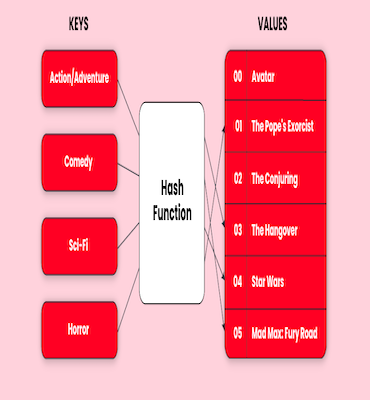 KEYS
VALUES
Action/Adventure
Comedy
Sci-Fi
Horror
Hash
Function
00 Avatar
01 The Pope's Exorcist
02 The Conjuring
03 The Hangover
04 Star Wars
05 Mad Max: Fury Road